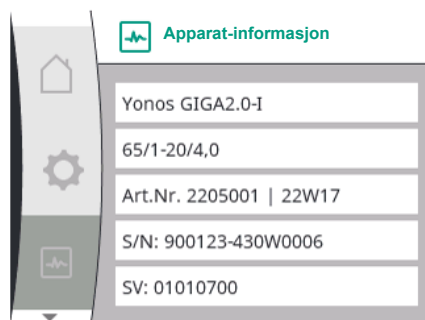 Apparat-informasjon
Yonos GIGA2.0-I
65/1-20/4,0
Art.Nr. 2205001 | 22W17
S/N: 900123-430W0006
SV: 01010700